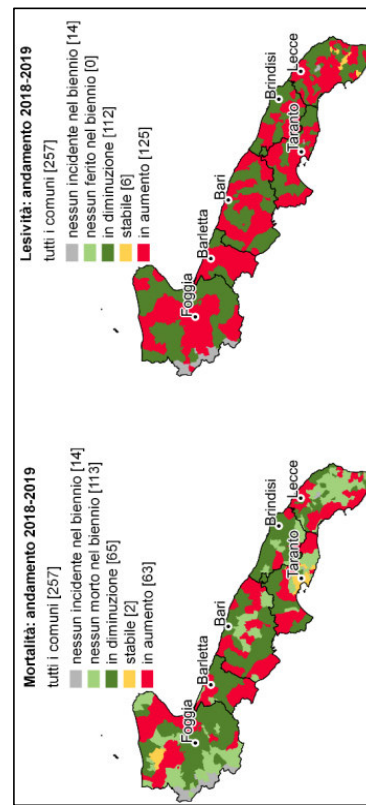 Mortalità: andamento 2018-2019
tutti i comuni [257]
nessun incidente nel biennio [14]
nessun morto nel biennio [113]
in diminuzione [65]
stabile [2]
in aumento [63]
Foggia
Barletta
Bari
Brindisi
Taranto
Lecce
Lesività: andamento 2018-2019
tutti i comuni [257]
nessun incidente nel biennio [14]
nessun ferito nel biennio [0]
in diminuzione [112]
stabile [6]
in aumento [125]
Foggia
Barletta
Bari
Brindisi
Taranto
Lecce